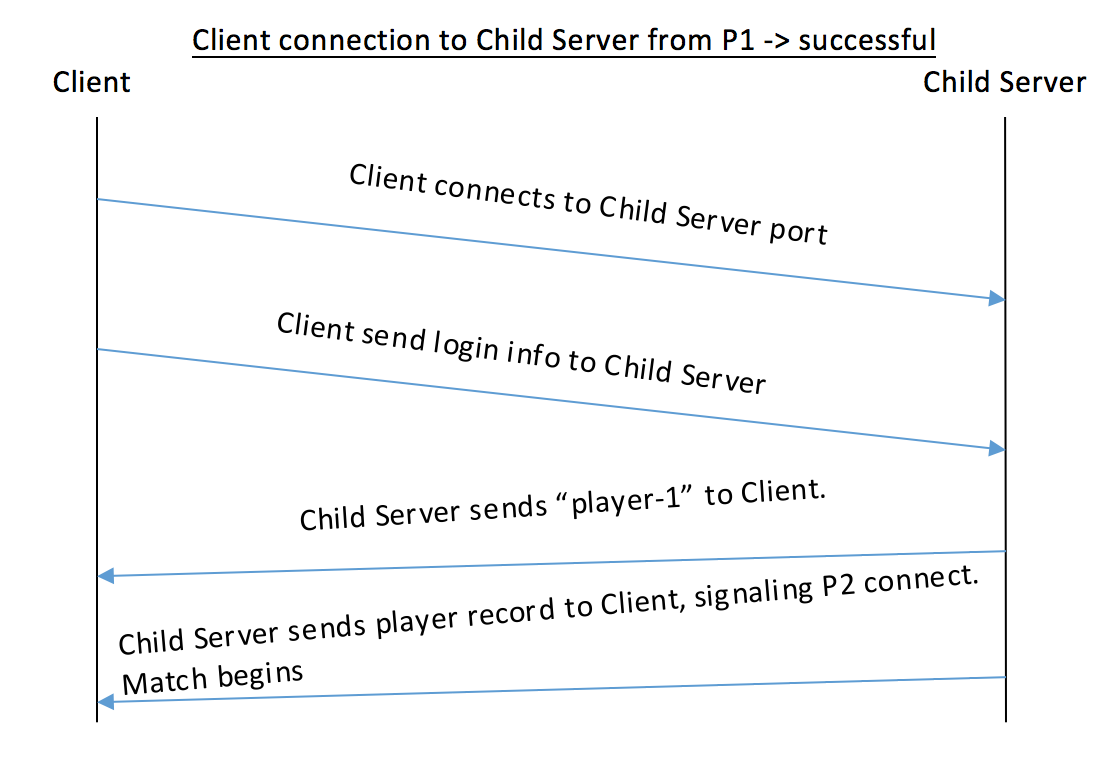 Client connection to Child Server from P1 -> successful
Client
Child Server
Client connects to Child Server port
Client send login info to Child Server
Child Server sends “player-1” to Client.
Child Server sends player record to Client, signaling P2 connect.
Match begins